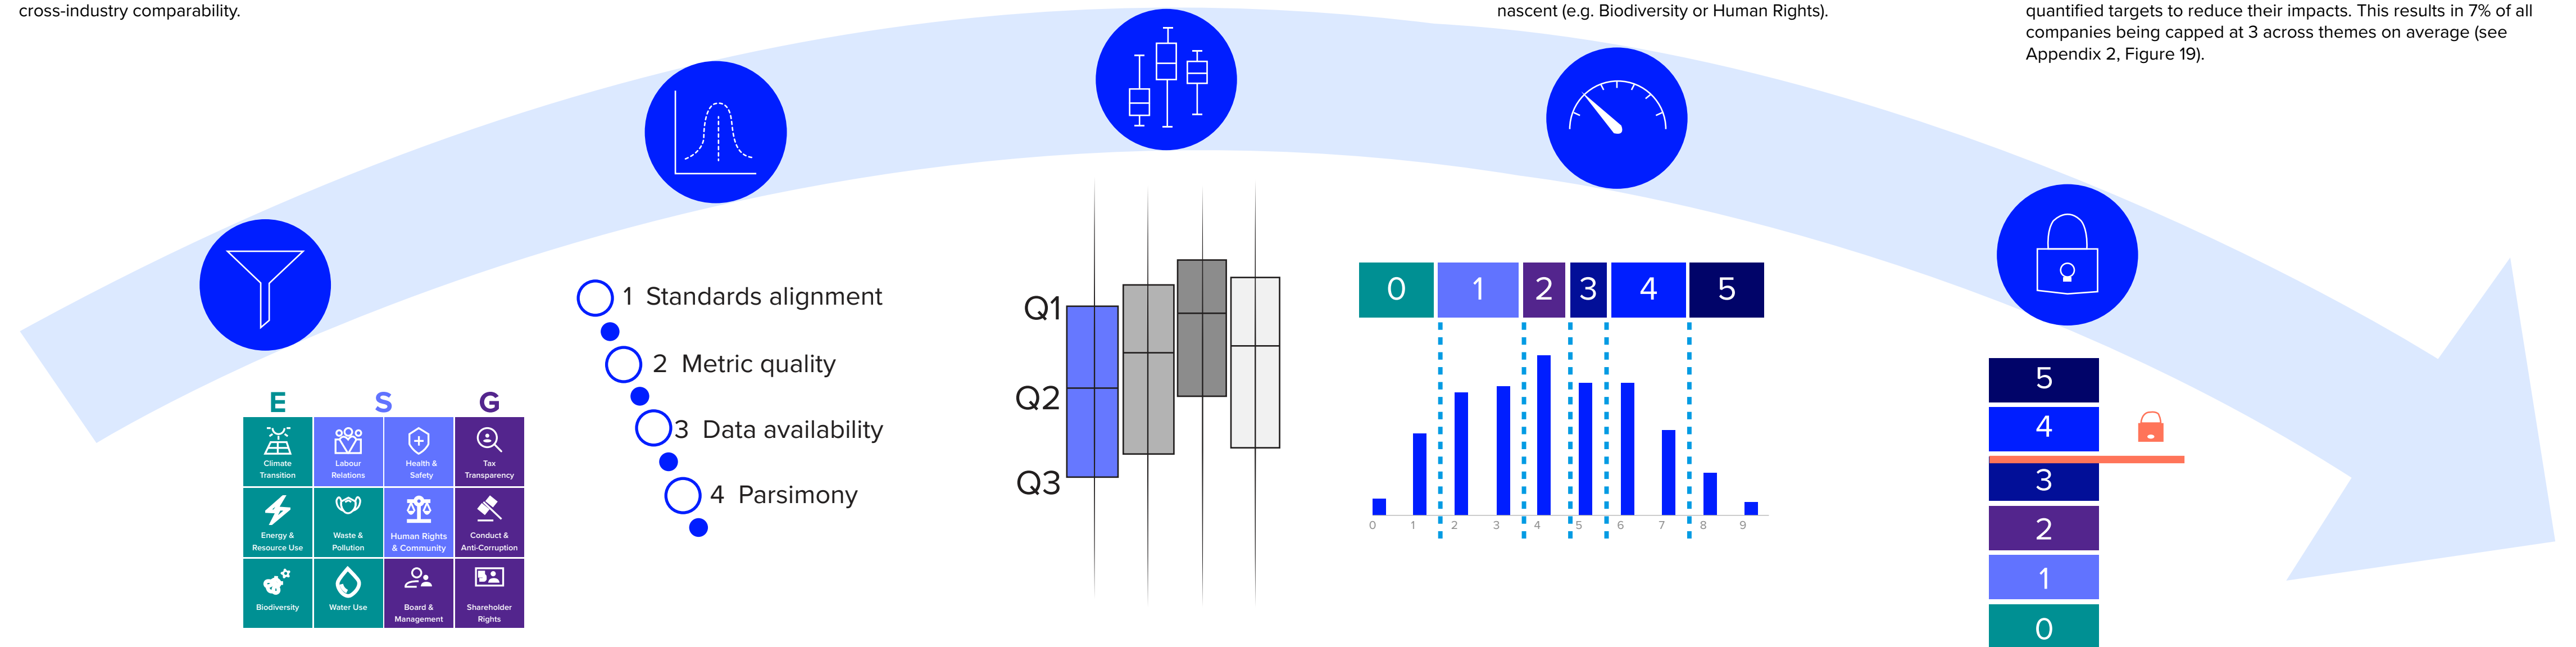 cross-industry comparability.
nascent (e.g. Biodiversity or Human Rights).
quantified targets to reduce their impacts. This results in 7% of all
companies being capped at 3 across themes on average (see
Appendix 2, Figure 19).
E S G
Climate
Transition
Labour
Relations
Health &
Safety
Tax
Transparency
Energy &
Resource Use
Waste &
Pollution
Human Rights
& Community
Conduct &
Anti-Corruption
Biodiversity
Water Use
Board &
Management
Shareholder
Rights
1 Standards alignment
2 Metric quality
3 Data availability
4 Parsimony
Q1
Q2
Q3
0 1 2 3 4 5
0 1 2 3 4 5 6 7 8 9
5
4
3
2
1
0